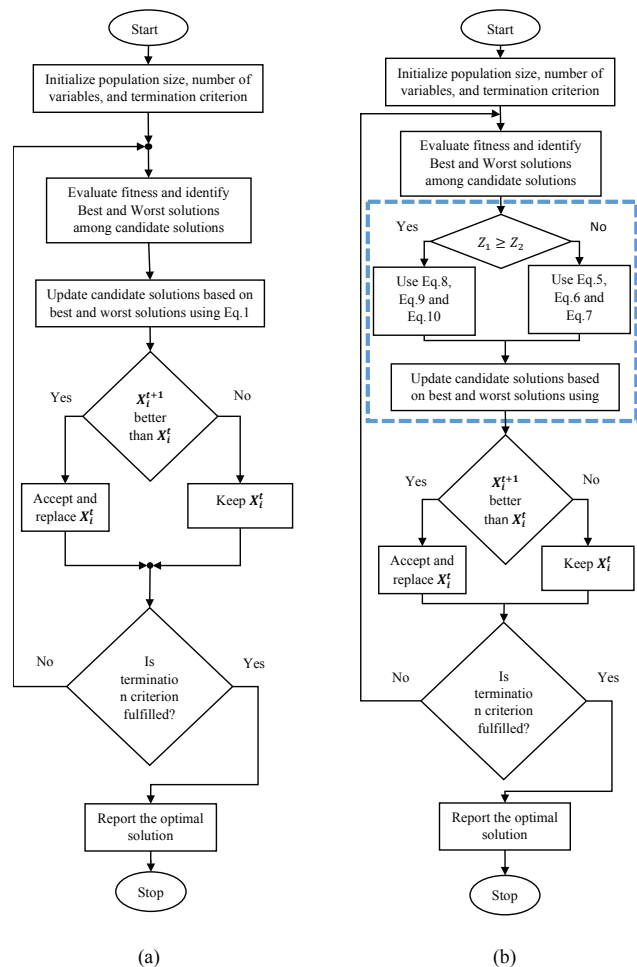 Start
Initialize population size, number of
variables, and termination criterion
Evaluate fitness and identify
Best and Worst solutions
among candidate solutions
Update candidate solutions based on
best and worst solutions using Eq.1
Yes
No
X_i^{t+1}
better
than X_i^t
Accept and
replace X_i^t
Keep X_i^t
No
Yes
Is
terminatio
n criterion
fulfilled?
Report the optimal
solution
Stop
(a)
Start
Initialize population size, number of
variables, and termination criterion
Evaluate fitness and identify
Best and Worst solutions
among candidate solutions
Yes
No
Z_1 ≥ Z_2
Use Eq.8,
Eq.9 and
Eq.10
Use Eq.5,
Eq.6 and
Eq.7
Update candidate solutions based
on best and worst solutions using
Yes
No
X_i^{t+1}
better
than X_i^t
Accept and
replace X_i^t
Keep X_i^t
No
Yes
Is
terminatio
n criterion
fulfilled?
Report the optimal
solution
Stop
(b)